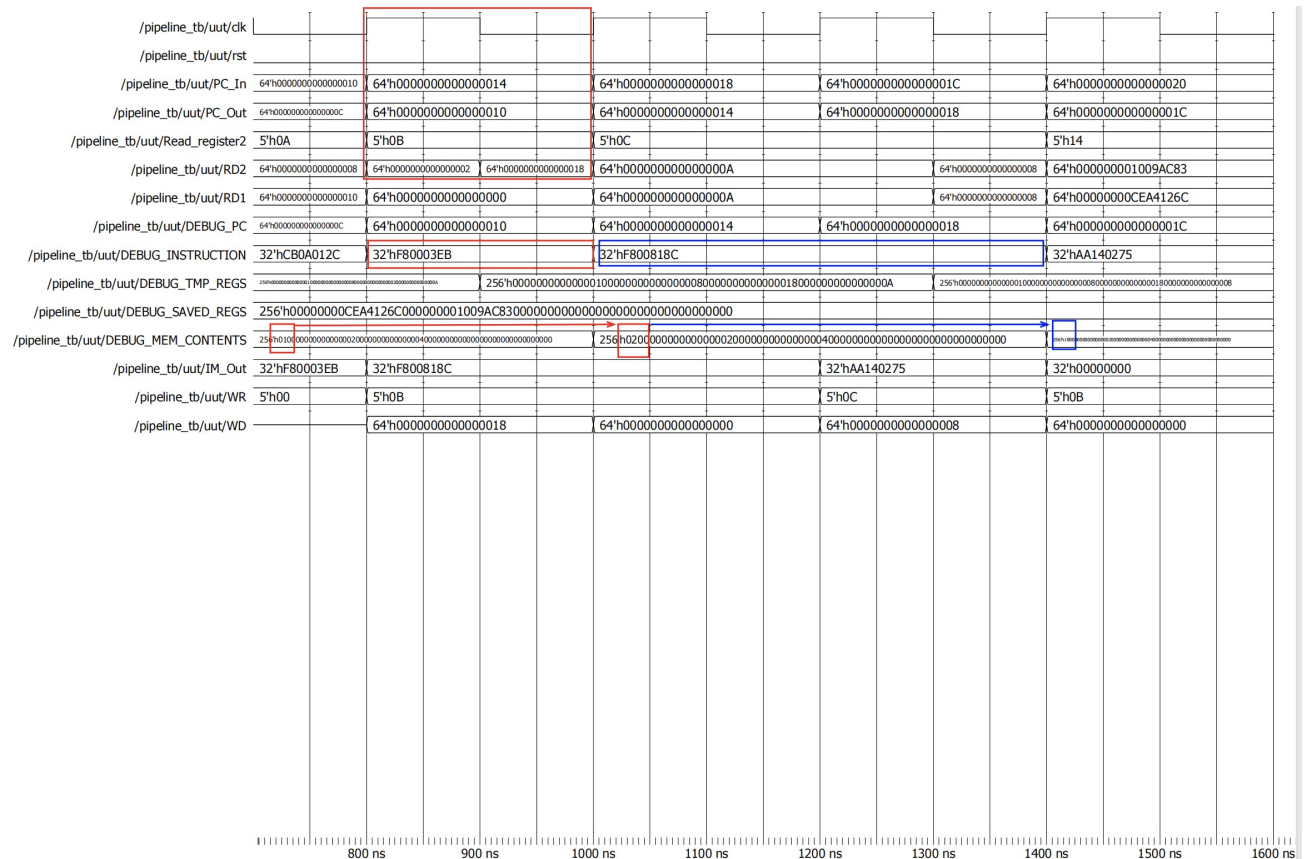 /pipeline_tb/uut/clk
/pipeline_tb/uut/rst
/pipeline_tb/uut/PC_In 64'h0000000000000010 64'h0000000000000014 64'h0000000000000018 64'h000000000000001C 64'h0000000000000020
/pipeline_tb/uut/PC_Out 64'h000000000000000C 64'h0000000000000010 64'h0000000000000014 64'h0000000000000018 64'h000000000000001C
/pipeline_tb/uut/Read_register2 5'h0A 5'h0B 5'h0C 5'h14
/pipeline_tb/uut/RD2 64'h0000000000000008 64'h0000000000000002 64'h0000000000000018 64'h000000000000000A 64'h0000000000000008 64'h000000001009AC83
/pipeline_tb/uut/RD1 64'h0000000000000010 64'h0000000000000000 64'h000000000000000A 64'h0000000000000008 64'h00000000CEA4126C
/pipeline_tb/uut/DEBUG_PC 64'h000000000000000C 64'h0000000000000010 64'h0000000000000014 64'h0000000000000018 64'h000000000000001C
/pipeline_tb/uut/DEBUG_INSTRUCTION 32'hCB0A012C 32'hF80003EB 32'hF800818C 32'hAA140275
/pipeline_tb/uut/DEBUG_TMP_REGS
/pipeline_tb/uut/DEBUG_SAVED_REGS
/pipeline_tb/uut/DEBUG_MEM_CONTENTS
/pipeline_tb/uut/IM_Out 32'hF80003EB 32'hF800818C 32'hAA140275 32'h00000000
/pipeline_tb/uut/WR 5'h00 5'h0B 5'h0C 5'h0B
/pipeline_tb/uut/WD 64'h0000000000000018 64'h0000000000000000 64'h0000000000000008 64'h0000000000000000
800 ns 900 ns 1000 ns 1100 ns 1200 ns 1300 ns 1400 ns 1500 ns 1600 ns